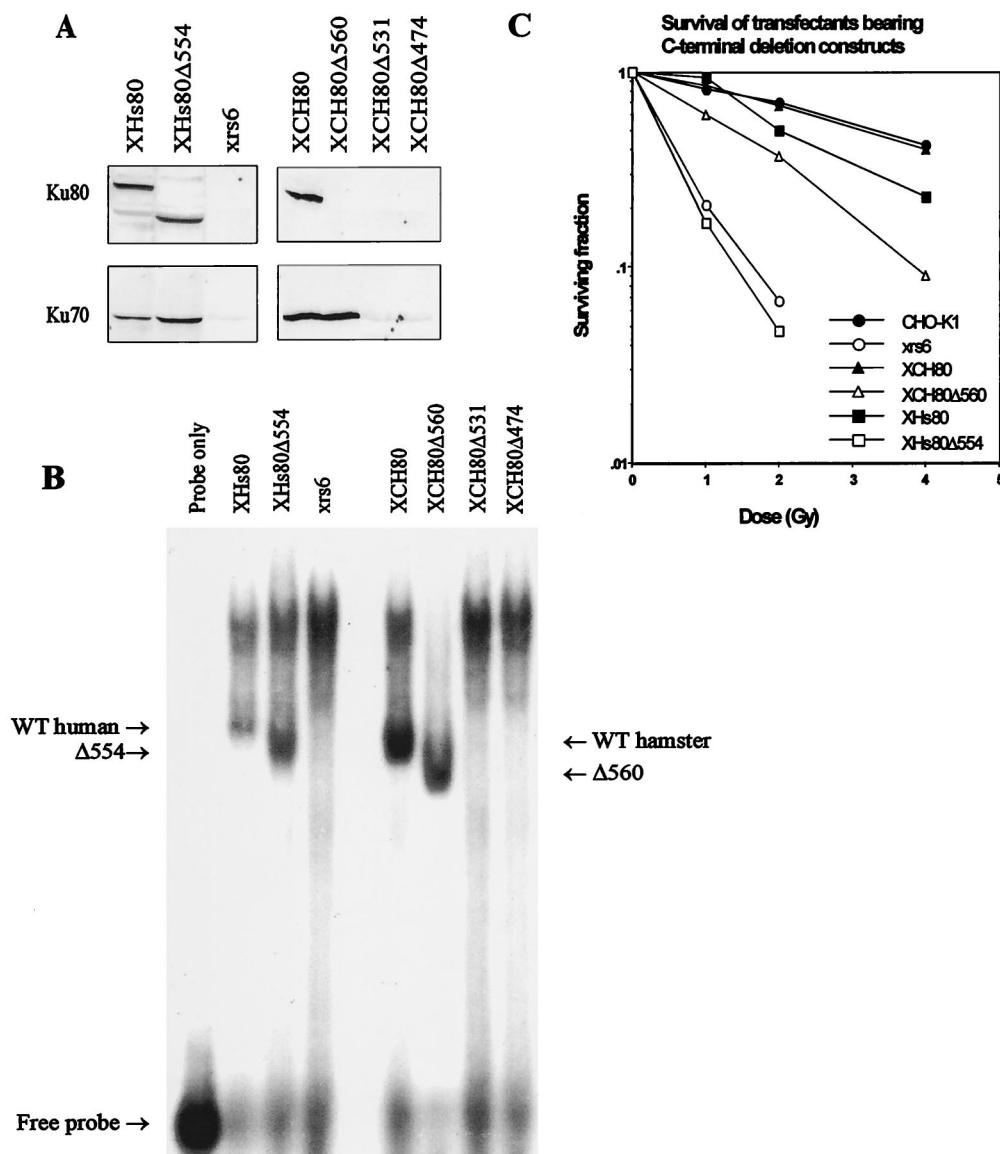 A
XHs80
XHs80Δ554
xrs6
XCH80
XCH80Δ560
XCH80Δ531
XCH80Δ474
Ku80
Ku70
B
Probe only
XHs80
XHs80Δ554
xrs6
XCH80
XCH80Δ560
XCH80Δ531
XCH80Δ474
WT human →
Δ554→
← WT hamster
← Δ560
Free probe →
C
Survival of transfectants bearing
C-terminal deletion constructs
1
.1
.01
Surviving fraction
CHO-K1
xrs6
XCH80
XCH80Δ560
XHs80
XHs80Δ554
0 1 2 3 4 5
Dose (Gy)